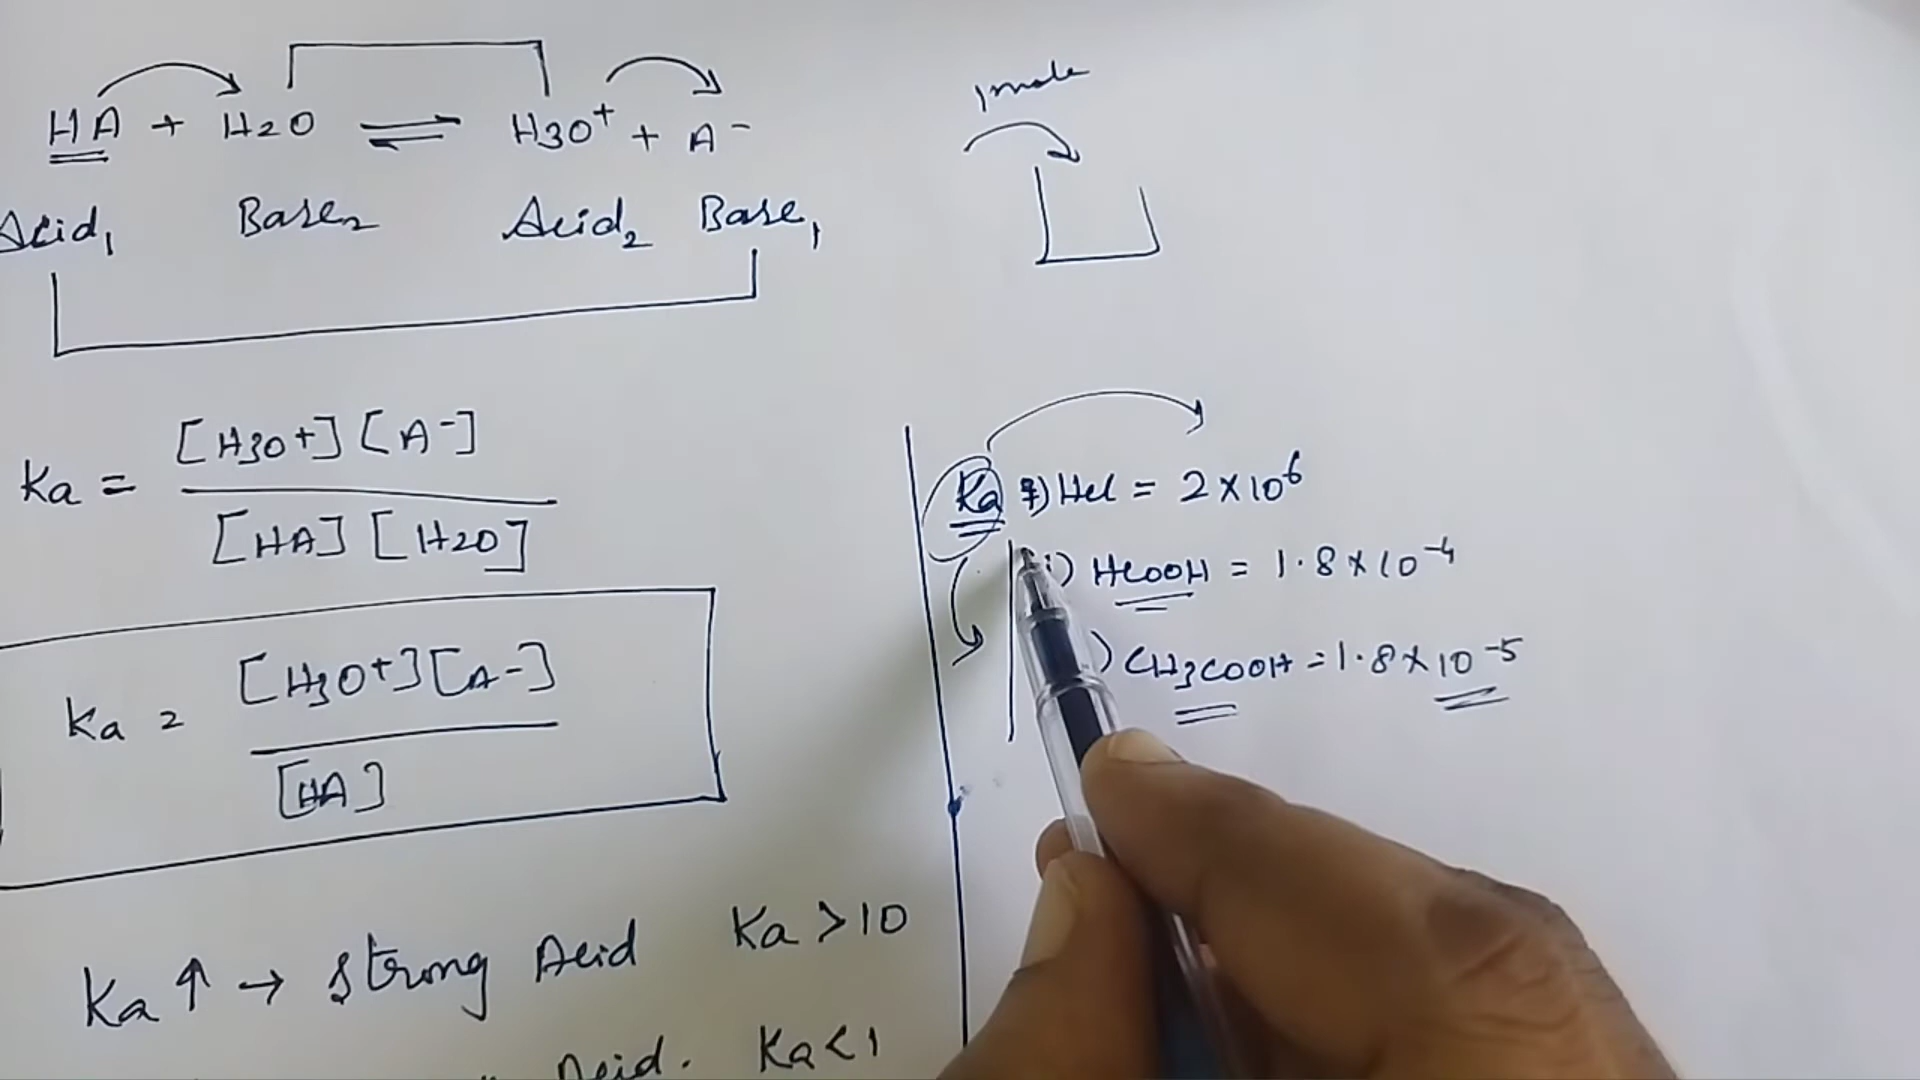 HA + H2O ⇌ H3O+ + A-
Acid1 Base2 Acid2 Base1
Ka = [H3O+][A-] / [HA][H2O]
Ka = [H3O+][A-] / [HA]
Ka ↑ → Strong Acid Ka > 10
Acid. Ka < 1
1 mole
Ka ) HCl = 2 × 10^6
i) HCOOH = 1.8 × 10^-4
) CH3COOH = 1.8 × 10^-5